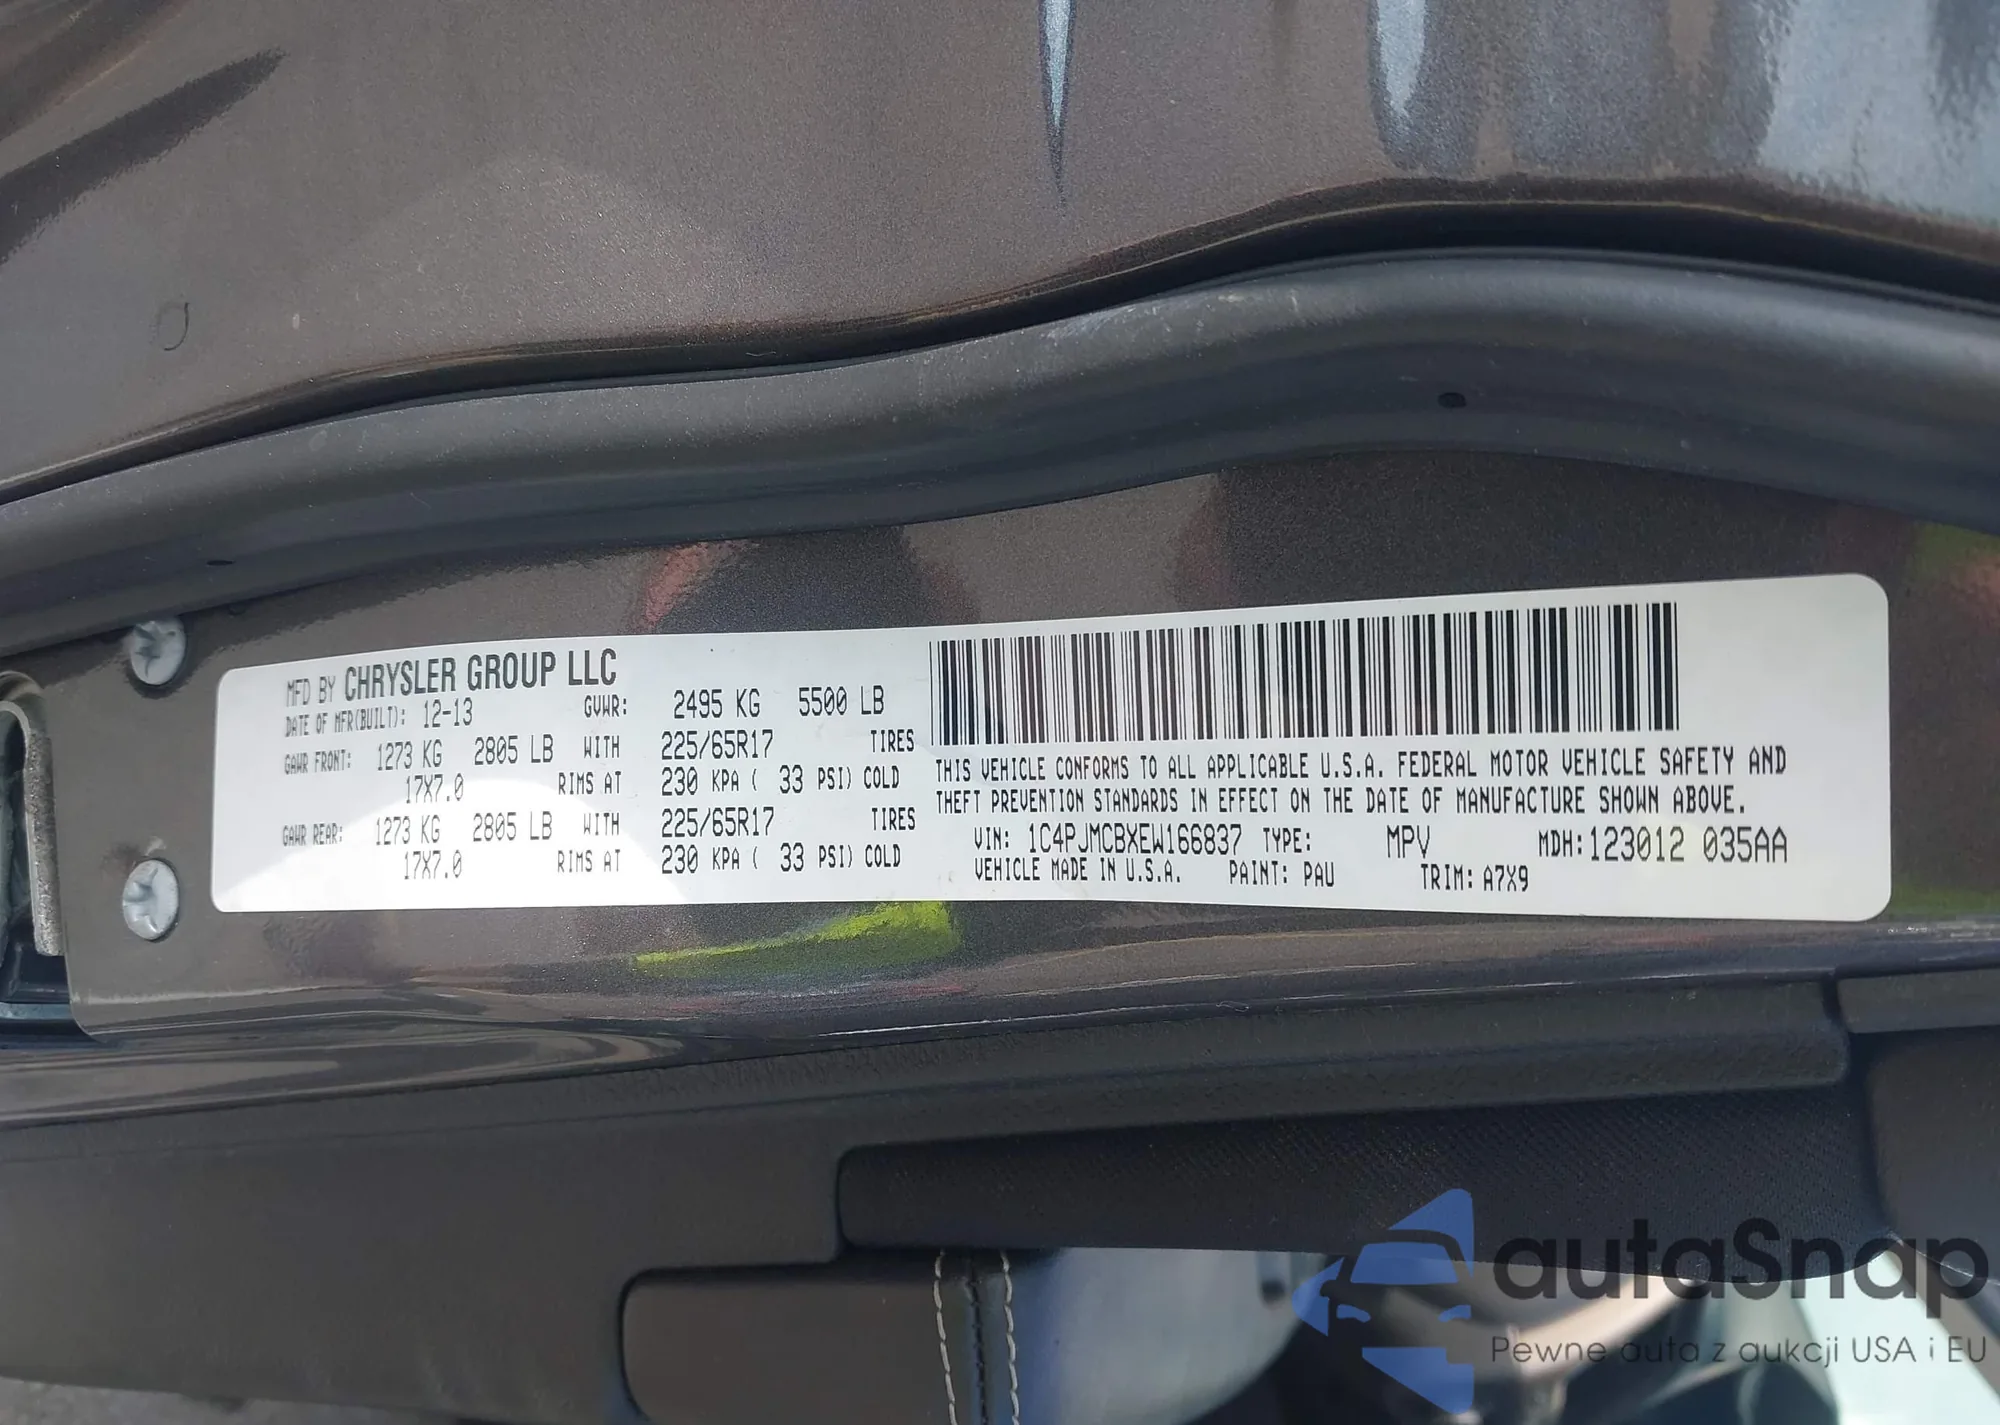 MFD BY CHRYSLER GROUP LLC
DATE OF MFR(BUILT): 12-13 GVWR: 2495 KG 5500 LB
GAWR FRONT: 1273 KG 2805 LB WITH 225/65R17 TIRES
17X7.0 RIMS AT 230 KPA ( 33 PSI) COLD
GAWR REAR: 1273 KG 2805 LB WITH 225/65R17 TIRES
17X7.0 RIMS AT 230 KPA ( 33 PSI) COLD
THIS VEHICLE CONFORMS TO ALL APPLICABLE U.S.A. FEDERAL MOTOR VEHICLE SAFETY AND
THEFT PREVENTION STANDARDS IN EFFECT ON THE DATE OF MANUFACTURE SHOWN ABOVE.
VIN: 1C4PJMCBXEW166837 TYPE: MPV MDH: 123012 035AA
VEHICLE MADE IN U.S.A. PAINT: PAU TRIM: A7X9
autaSnap
Pewne auta z aukcji USA i EU